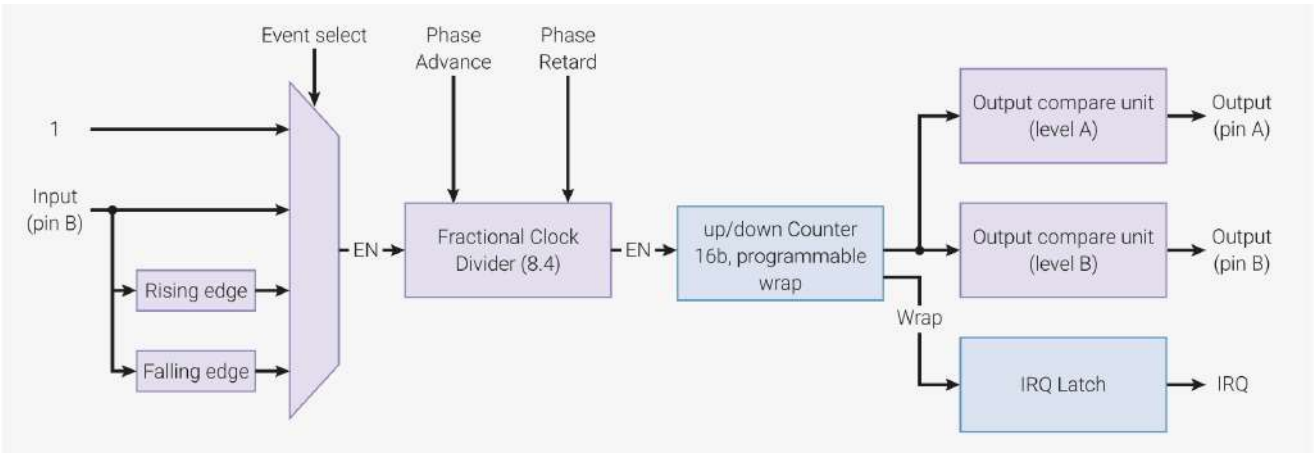 Event select
Phase
Advance
Phase
Retard
1
Input
(pin B)
Rising edge
Falling edge
EN
Fractional Clock
Divider (8.4)
EN
up/down Counter
16b, programmable
wrap
Wrap
Output compare unit
(level A)
Output
(pin A)
Output compare unit
(level B)
Output
(pin B)
IRQ Latch
IRQ